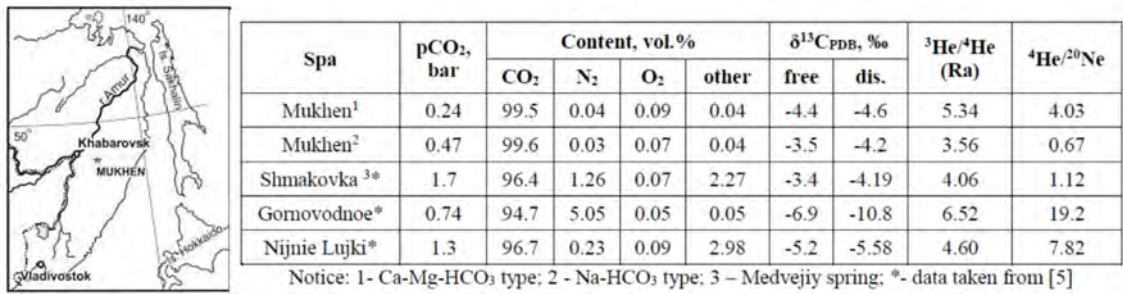 140°
Is. Sakhalin
Amur
50°
Khabarovsk
MUKHEN
Is. Hokkaido
Vladivostok
Spa pCO₂, bar Content, vol.% δ¹³CPDB, ‰ ³He/⁴He (Ra) ⁴He/²⁰Ne
CO₂ N₂ O₂ other free dis.
Mukhen¹ 0.24 99.5 0.04 0.09 0.04 -4.4 -4.6 5.34 4.03
Mukhen² 0.47 99.6 0.03 0.07 0.04 -3.5 -4.2 3.56 0.67
Shmakovka ³* 1.7 96.4 1.26 0.07 2.27 -3.4 -4.19 4.06 1.12
Gornovodnoe* 0.74 94.7 5.05 0.05 0.05 -6.9 -10.8 6.52 19.2
Nijnie Lujki* 1.3 96.7 0.23 0.09 2.98 -5.2 -5.58 4.60 7.82
Notice: 1- Ca-Mg-HCO₃ type; 2 - Na-HCO₃ type; 3 – Medvejiy spring; *- data taken from [5]